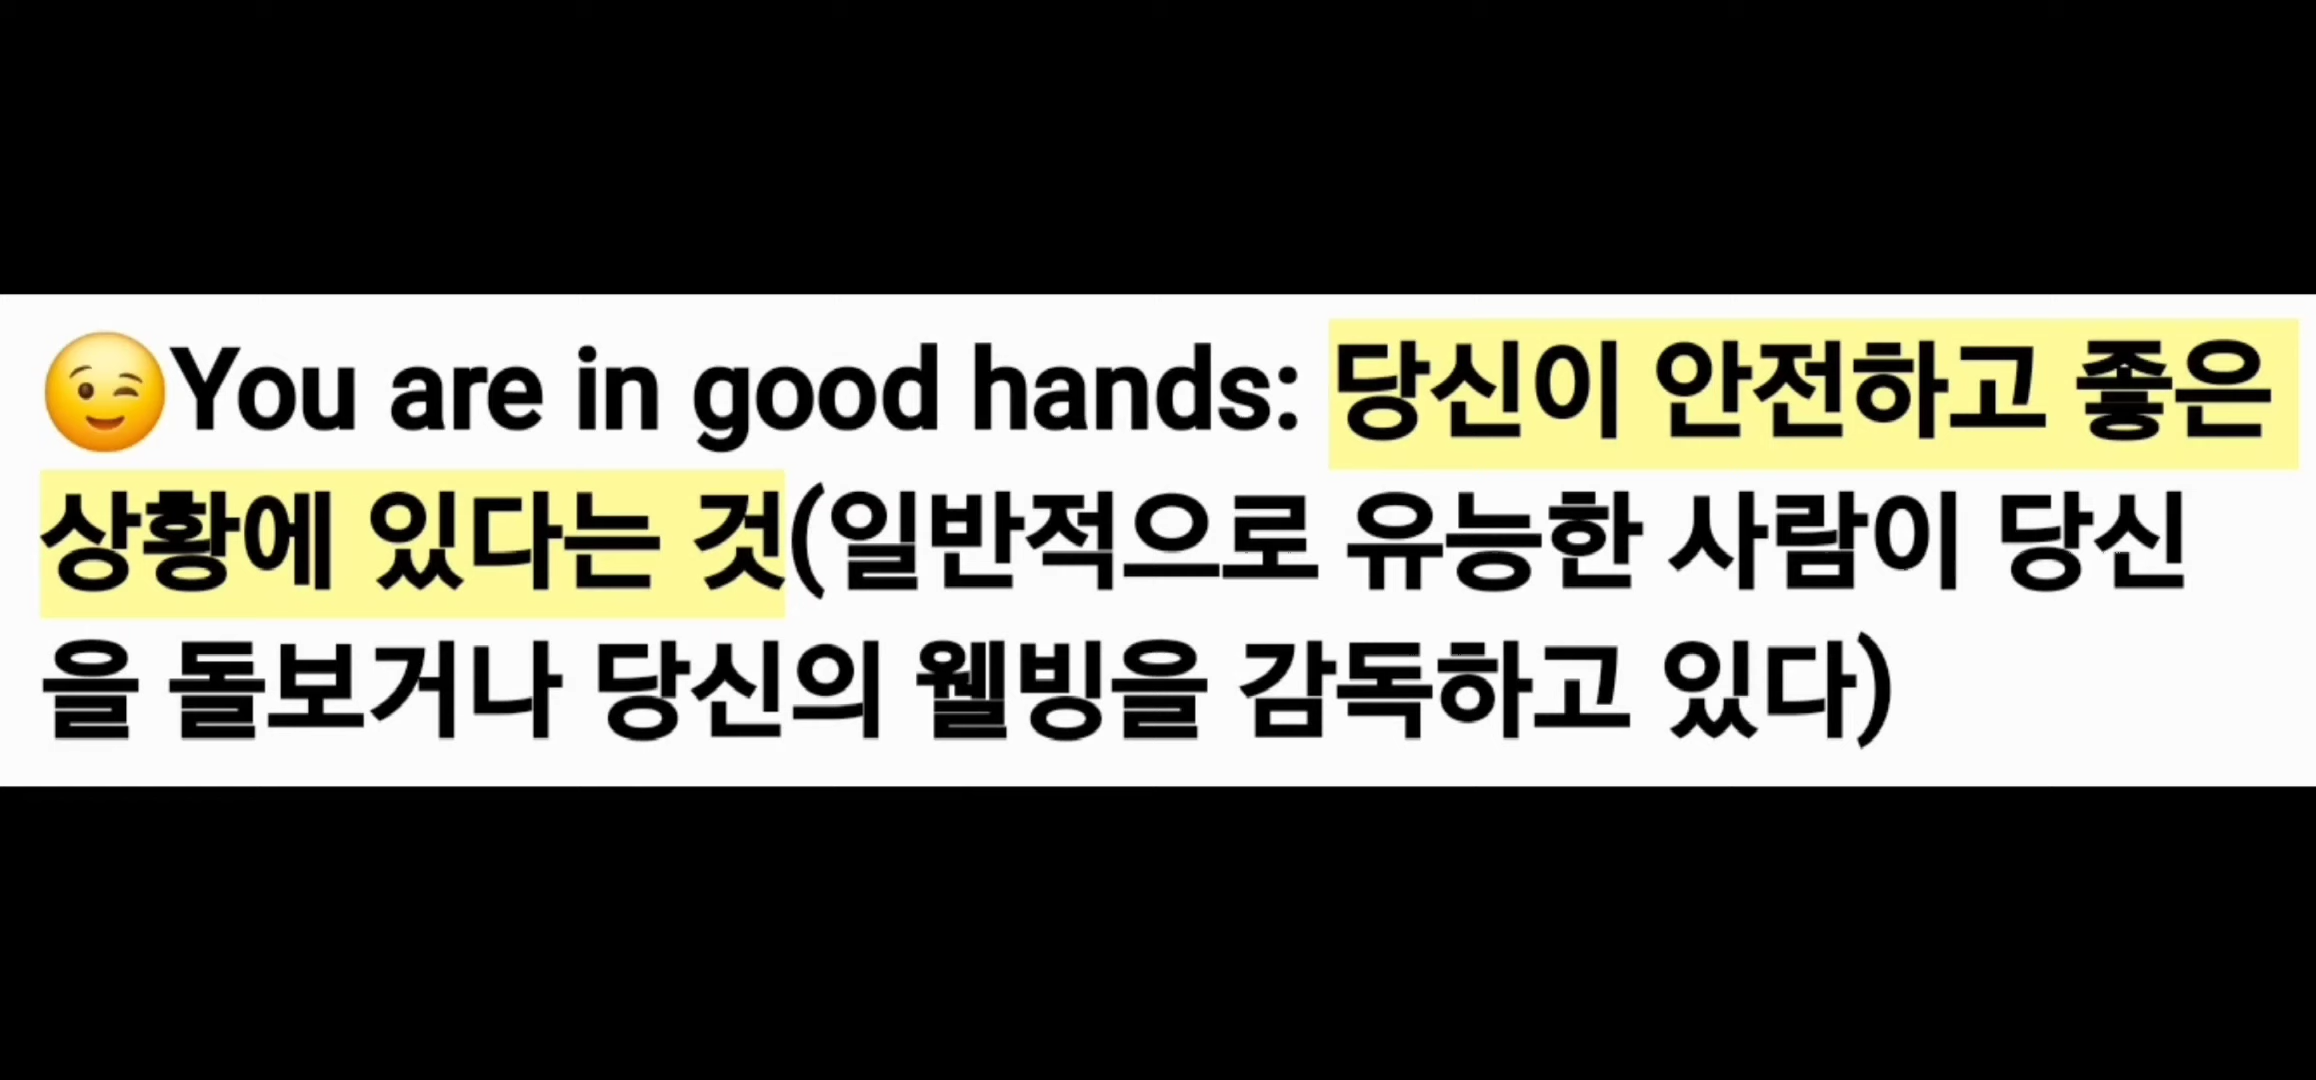 😉You are in good hands: 당신이 안전하고 좋은
상황에 있다는 것(일반적으로 유능한 사람이 당신
을 돌보거나 당신의 웰빙을 감독하고 있다)